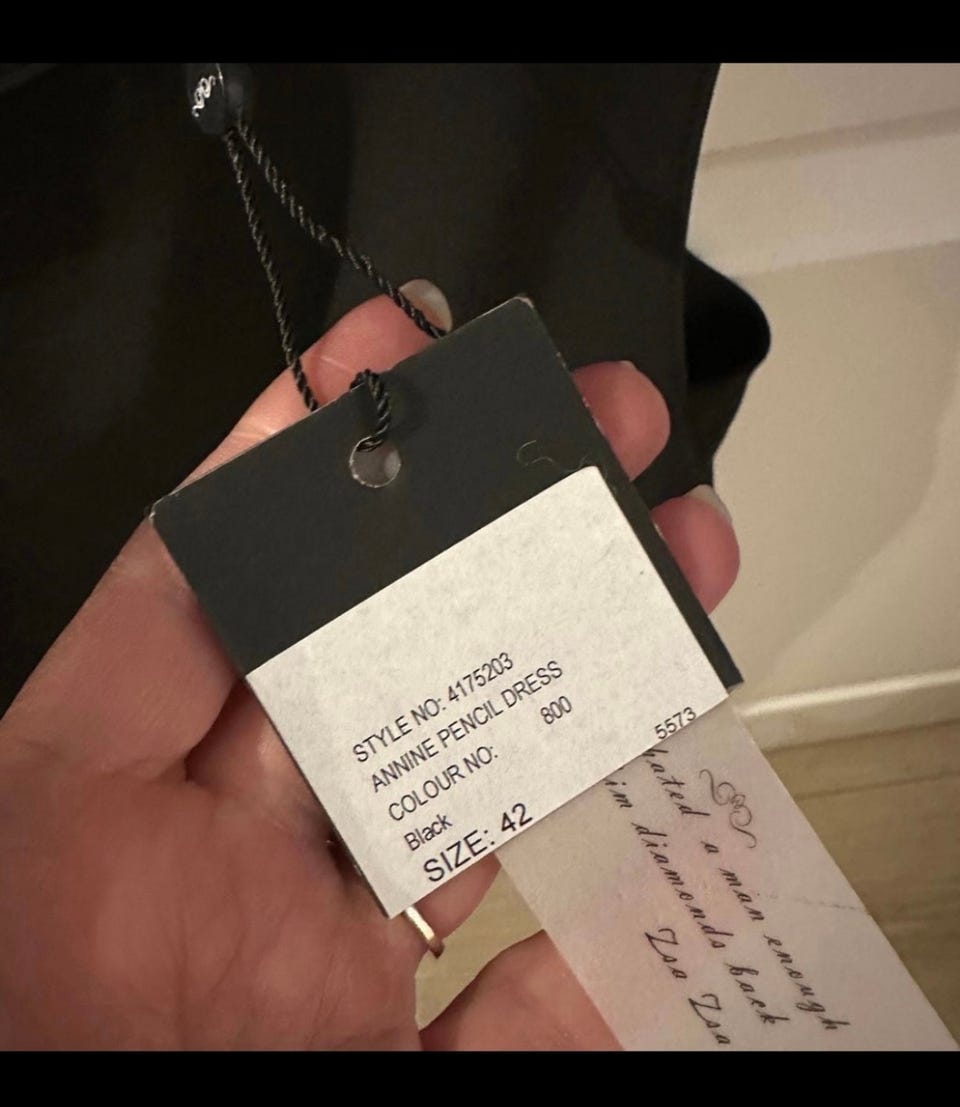 STYLE NO: 4175203
ANNINE PENCIL DRESS
COLOUR NO: 800
Black
SIZE: 42
5573
hated a man enough
im diamonds back
Zsa Zsa